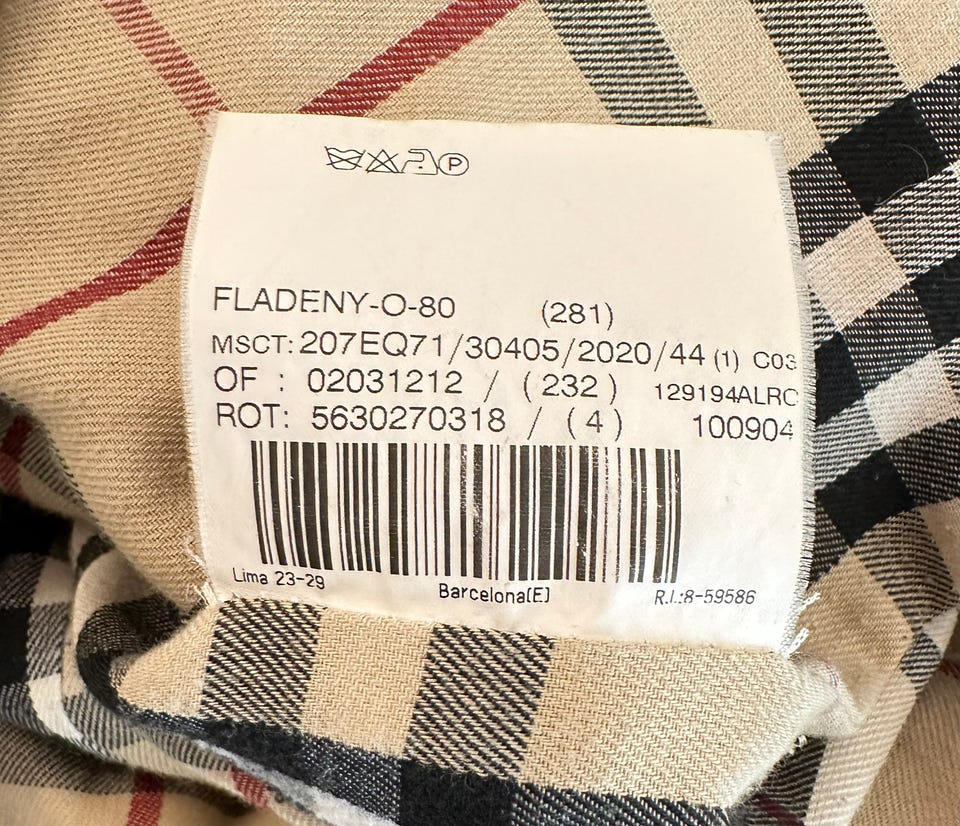 P
FLADENY-O-80 (281)
MSCT: 207EQ71/30405/2020/44 (1) C03
OF : 02031212 / (232) 129194ALRC
ROT: 5630270318 / (4) 100904
Lima 23-29 Barcelona(E) R.I.:8-59586